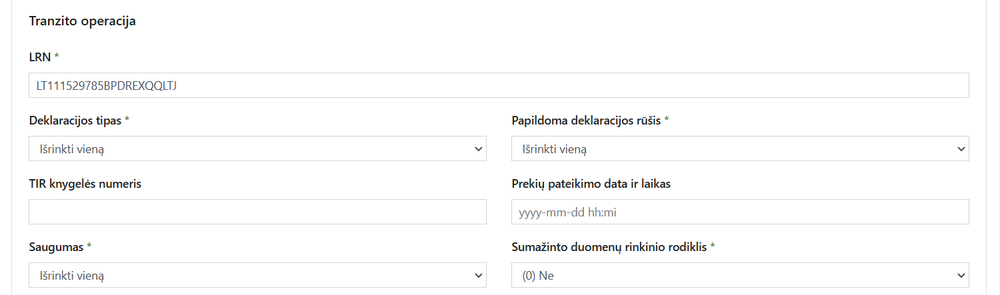 Tranzito operacija
LRN *
LT111529785BPDREXQQLTJ
Deklaracijos tipas *
Papildoma deklaracijos rūšis *
Išrinkti vieną
Išrinkti vieną
TIR knygelės numeris
Prekių pateikimo data ir laikas
yyyy-mm-dd hh:mi
Saugumas *
Sumažinto duomenų rinkinio rodiklis *
Išrinkti vieną
(0) Ne